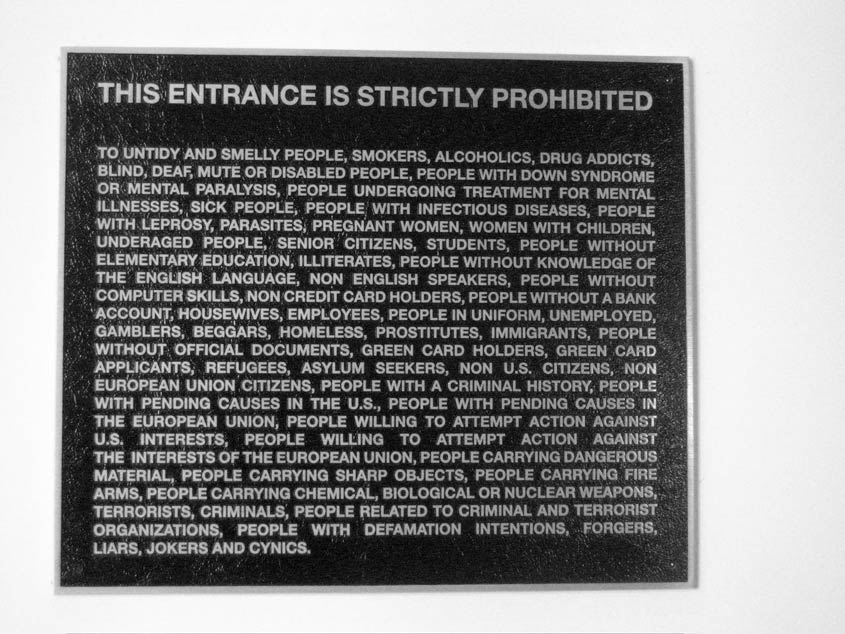 THIS ENTRANCE IS STRICTLY PROHIBITED
TO UNTIDY AND SMELLY PEOPLE, SMOKERS, ALCOHOLICS, DRUG ADDICTS,
BLIND, DEAF, MUTE OR DISABLED PEOPLE, PEOPLE WITH DOWN SYNDROME
OR MENTAL PARALYSIS, PEOPLE UNDERGOING TREATMENT FOR MENTAL
ILLNESSES, SICK PEOPLE, PEOPLE WITH INFECTIOUS DISEASES, PEOPLE
WITH LEPROSY, PARASITES, PREGNANT WOMEN, WOMEN WITH CHILDREN,
UNDERAGED PEOPLE, SENIOR CITIZENS, STUDENTS, PEOPLE WITHOUT
ELEMENTARY EDUCATION, ILLITERATES, PEOPLE WITHOUT KNOWLEDGE OF
THE ENGLISH LANGUAGE, NON ENGLISH SPEAKERS, PEOPLE WITHOUT
COMPUTER SKILLS, NON CREDIT CARD HOLDERS, PEOPLE WITHOUT A BANK
ACCOUNT, HOUSEWIVES, EMPLOYEES, PEOPLE IN UNIFORM, UNEMPLOYED,
GAMBLERS, BEGGARS, HOMELESS, PROSTITUTES, IMMIGRANTS, PEOPLE
WITHOUT OFFICIAL DOCUMENTS, GREEN CARD HOLDERS, GREEN CARD
APPLICANTS, REFUGEES, ASYLUM SEEKERS, NON U.S. CITIZENS, NON
EUROPEAN UNION CITIZENS, PEOPLE WITH A CRIMINAL HISTORY, PEOPLE
WITH PENDING CAUSES IN THE U.S., PEOPLE WITH PENDING CAUSES IN
THE EUROPEAN UNION, PEOPLE WILLING TO ATTEMPT ACTION AGAINST
U.S. INTERESTS, PEOPLE WILLING TO ATTEMPT ACTION AGAINST
THE INTERESTS OF THE EUROPEAN UNION, PEOPLE CARRYING DANGEROUS
MATERIAL, PEOPLE CARRYING SHARP OBJECTS, PEOPLE CARRYING FIRE
ARMS, PEOPLE CARRYING CHEMICAL, BIOLOGICAL OR NUCLEAR WEAPONS,
TERRORISTS, CRIMINALS, PEOPLE RELATED TO CRIMINAL AND TERRORIST
ORGANIZATIONS, PEOPLE WITH DEFAMATION INTENTIONS, FORGERS,
LIARS, JOKERS AND CYNICS.